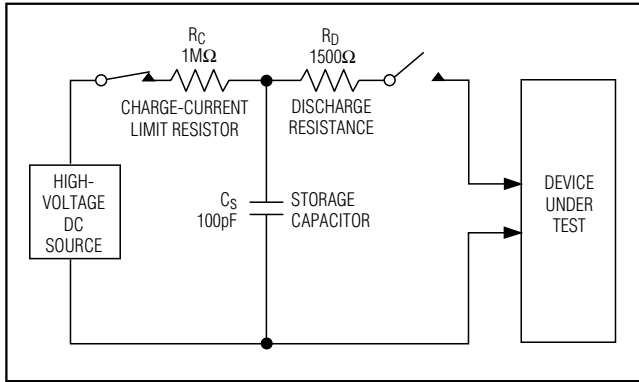 R_C
1MΩ
CHARGE-CURRENT
LIMIT RESISTOR
R_D
1500Ω
DISCHARGE
RESISTANCE
HIGH-
VOLTAGE
DC
SOURCE
C_S
100pF
STORAGE
CAPACITOR
DEVICE
UNDER
TEST